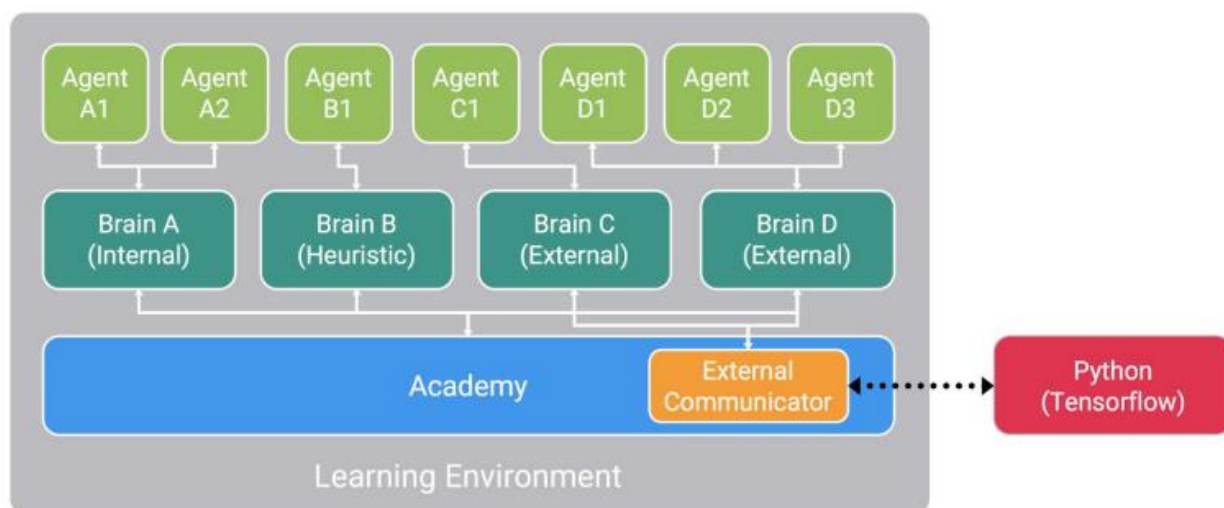 Agent
A1
Agent
A2
Agent
B1
Agent
C1
Agent
D1
Agent
D2
Agent
D3
Brain A
(Internal)
Brain B
(Heuristic)
Brain C
(External)
Brain D
(External)
Academy
External
Communicator
Python
(Tensorflow)
Learning Environment